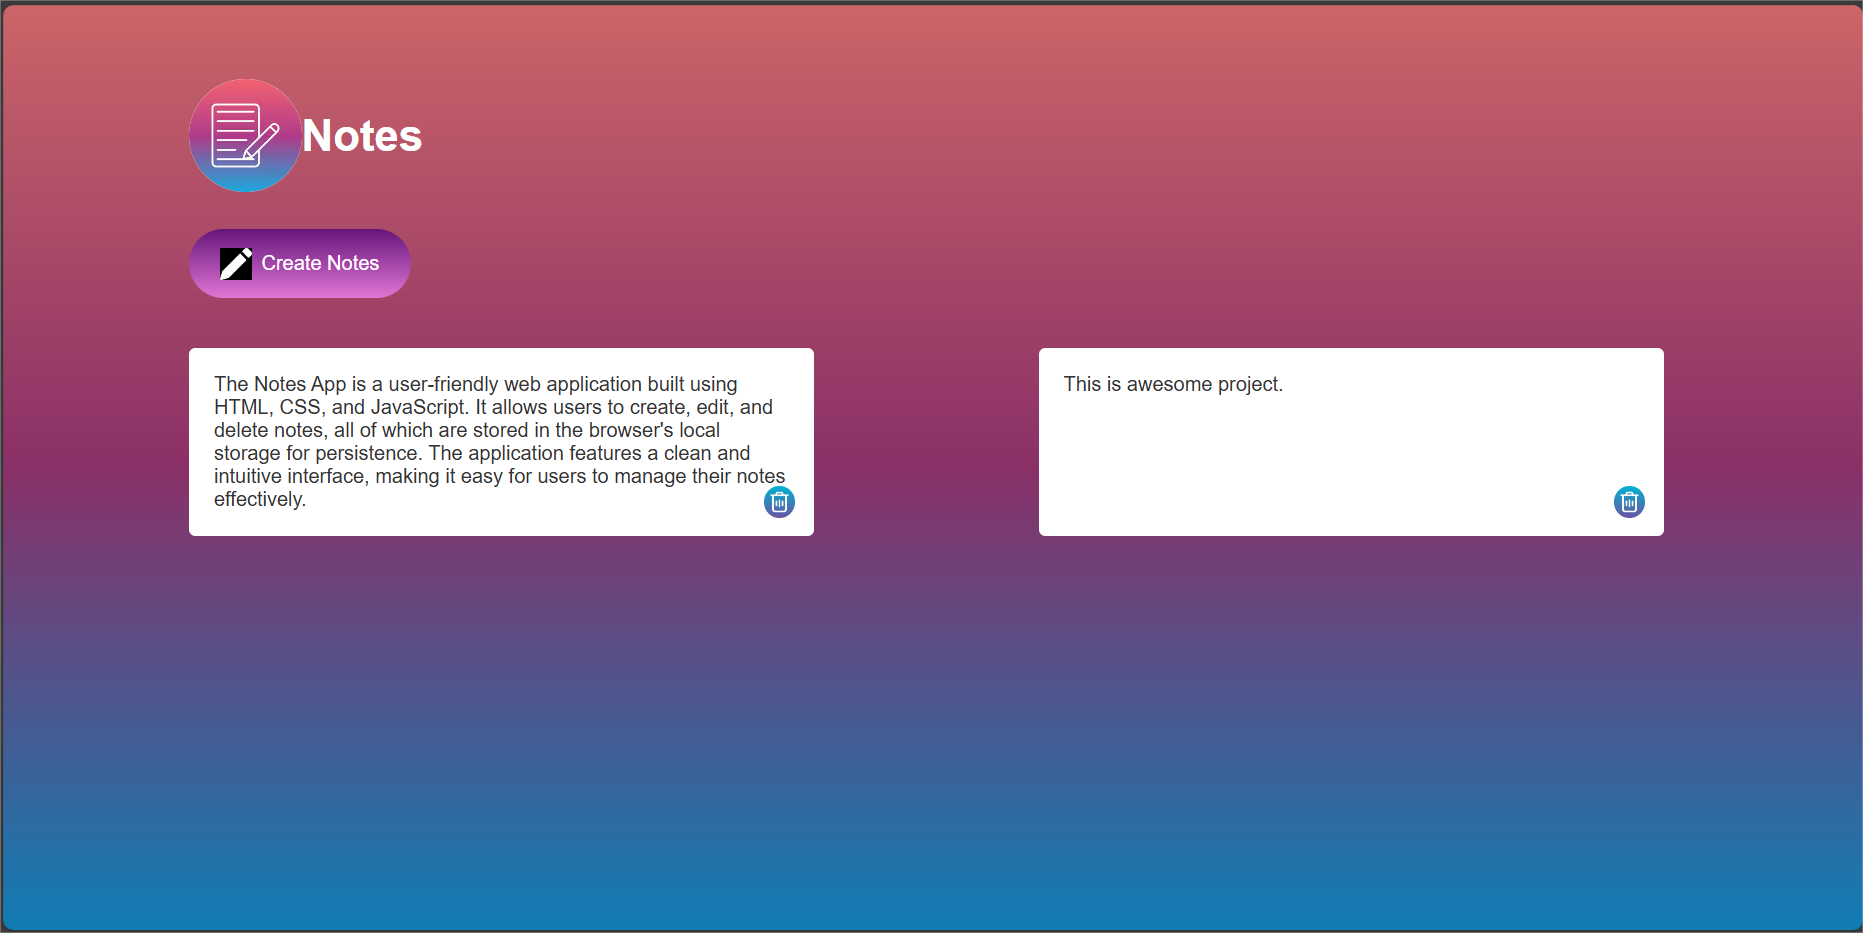 Notes
Create Notes
The Notes App is a user-friendly web application built using
HTML, CSS, and JavaScript. It allows users to create, edit, and
delete notes, all of which are stored in the browser's local
storage for persistence. The application features a clean and
intuitive interface, making it easy for users to manage their notes
effectively.
This is awesome project.